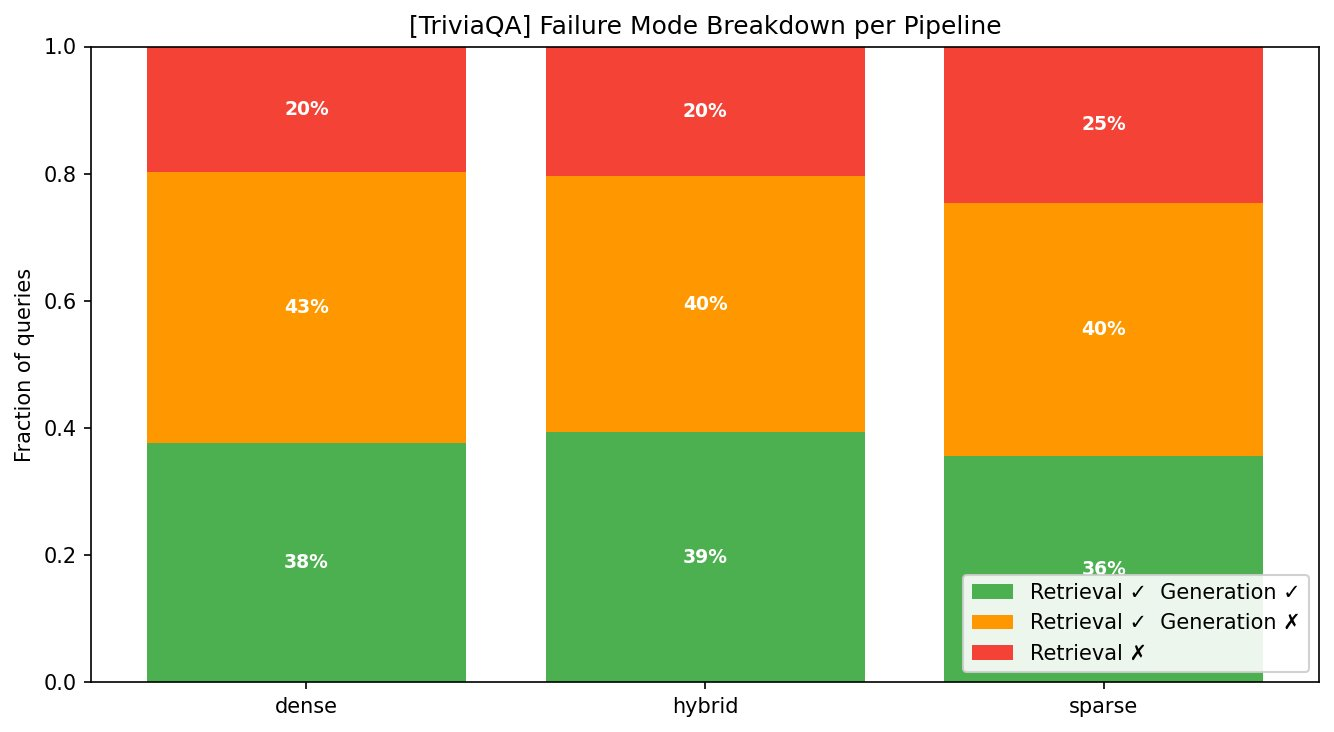 [TriviaQA] Failure Mode Breakdown per Pipeline
Fraction of queries
1.0
0.8
0.6
0.4
0.2
0.0
20%
20%
25%
43%
40%
40%
38%
39%
36%
Retrieval ✓  Generation ✓
Retrieval ✓  Generation ✗
Retrieval ✗
dense
hybrid
sparse